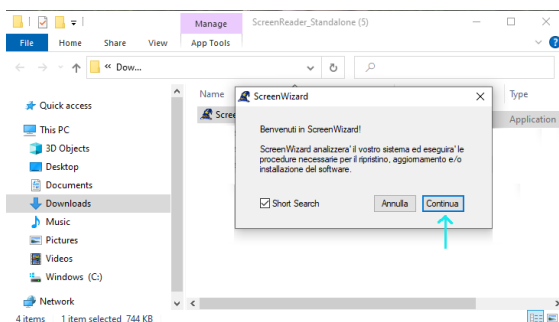 Manage
ScreenReader_Standalone (5)
File Home Share View App Tools
« Dow...
Name
Type
ScreenWizard
Quick access
This PC
3D Objects
Desktop
Documents
Downloads
Music
Pictures
Videos
Windows (C:)
Network
Application
Benvenuti in ScreenWizard!
ScreenWizard analizzera' il vostro sistema ed eseguira' le
procedure necessarie per il ripristino, aggiornamento e/o
installazione del software.
Short Search
Annulla
Continua
4 items 1 item selected 744 KB